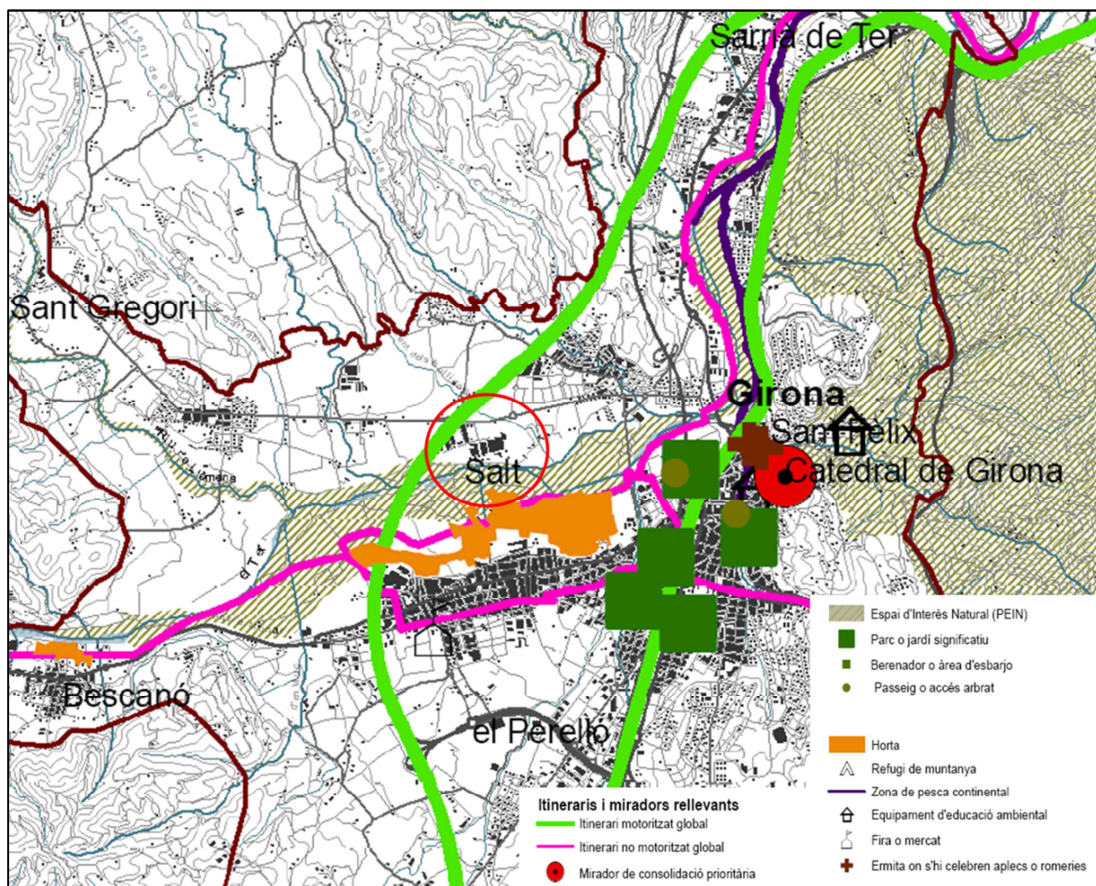 Sarrià de Ter
Sant Gregori
Girona
Sant Fèlix
Salt
Catedral de Girona
el Ter
Bescanó
el Perelló
Espai d'Interès Natural (PEIN)
Parc o jardí significatiu
Berenador o àrea d'esbarjo
Passeig o accés arbrat
Horta
Refugi de muntanya
Zona de pesca continental
Equipament d'educació ambiental
Fira o mercat
Ermita on s'hi celebren aplecs o romeries
Itineraris i miradors rellevants
Itinerari motoritzat global
Itinerari no motoritzat global
Mirador de consolidació prioritària